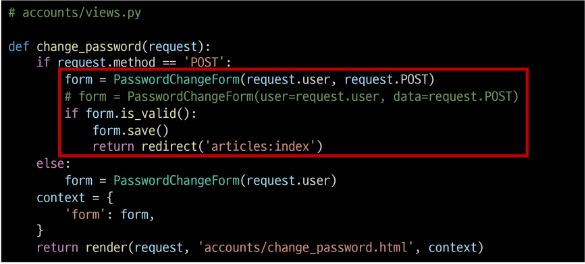 # accounts/views.py
def change_password(request):
    if request.method == 'POST':
        form = PasswordChangeForm(request.user, request.POST)
        # form = PasswordChangeForm(user=request.user, data=request.POST)
        if form.is_valid():
            form.save()
            return redirect('articles:index')
    else:
        form = PasswordChangeForm(request.user)
    context = {
        'form': form,
    }
    return render(request, 'accounts/change_password.html', context)